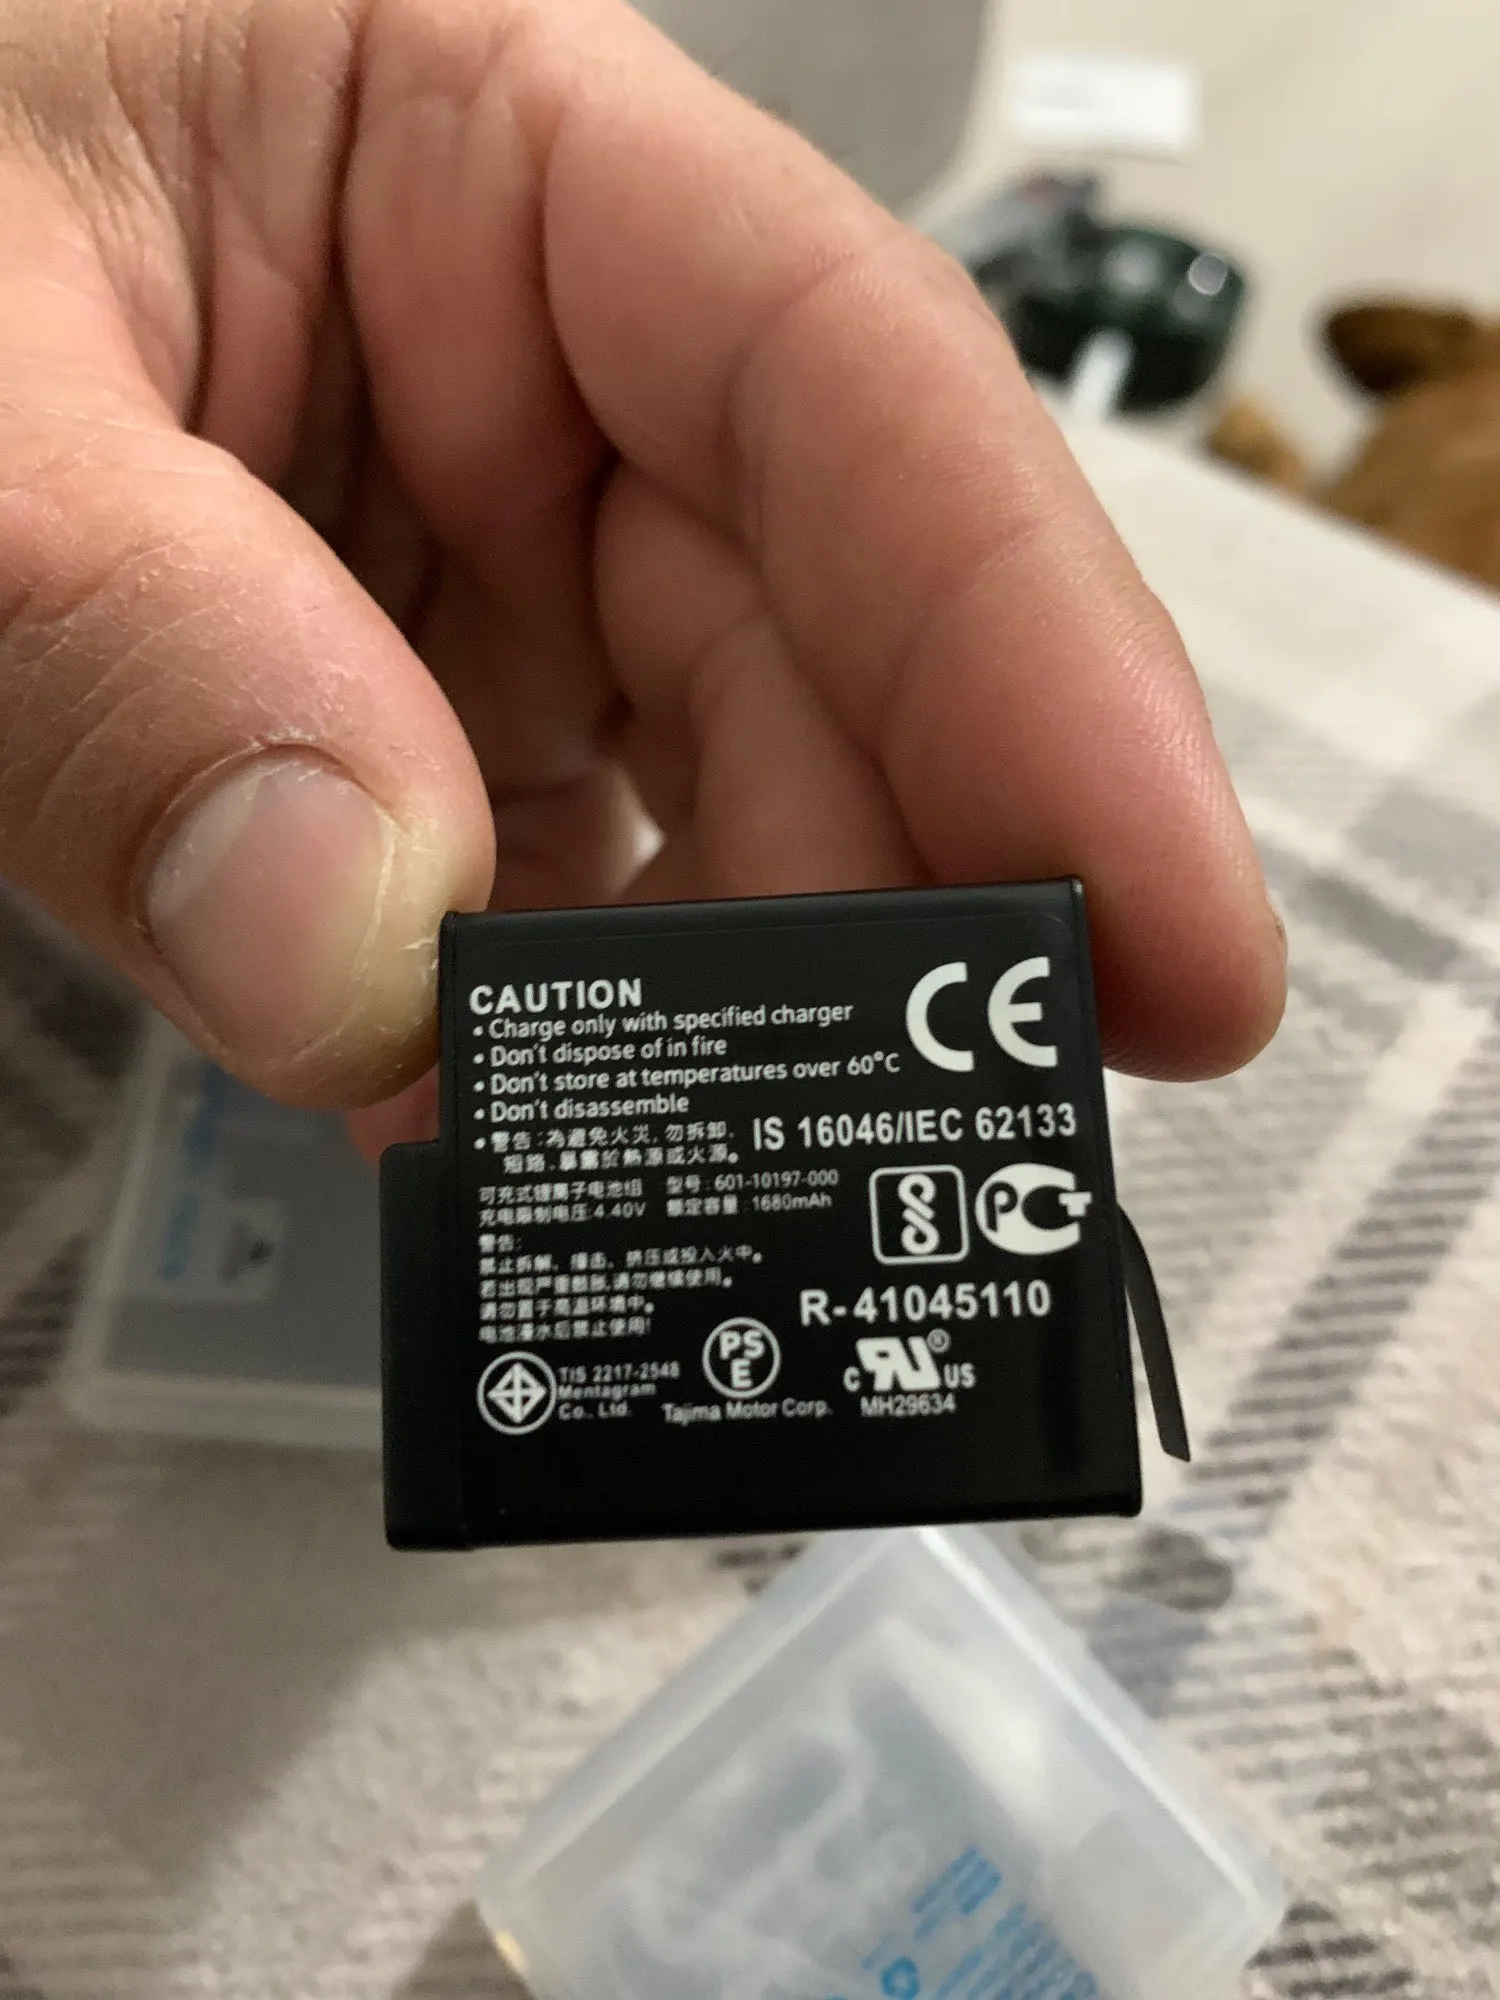 CAUTION
• Charge only with specified charger
• Don't dispose of in fire
• Don't store at temperatures over 60°C
• Don't disassemble
• 警告:為避免火災,勿拆卸、
短路、暴露於熱源或火源。
CE
IS 16046/IEC 62133
可充式锂离子电池组 型号:601-10197-000
充电限制电压:4.40V 额定容量:1680mAh
警告:
禁止拆解、撞击、挤压或投入火中。
若出现严重鼓胀,请勿继续使用。
请勿置于高温环境中。
电池浸水后禁止使用!
R-41045110
TIS 2217-2548
Mentagram
Co., Ltd.
PS
E
Tajima Motor Corp.
c RU ® US
MH29634